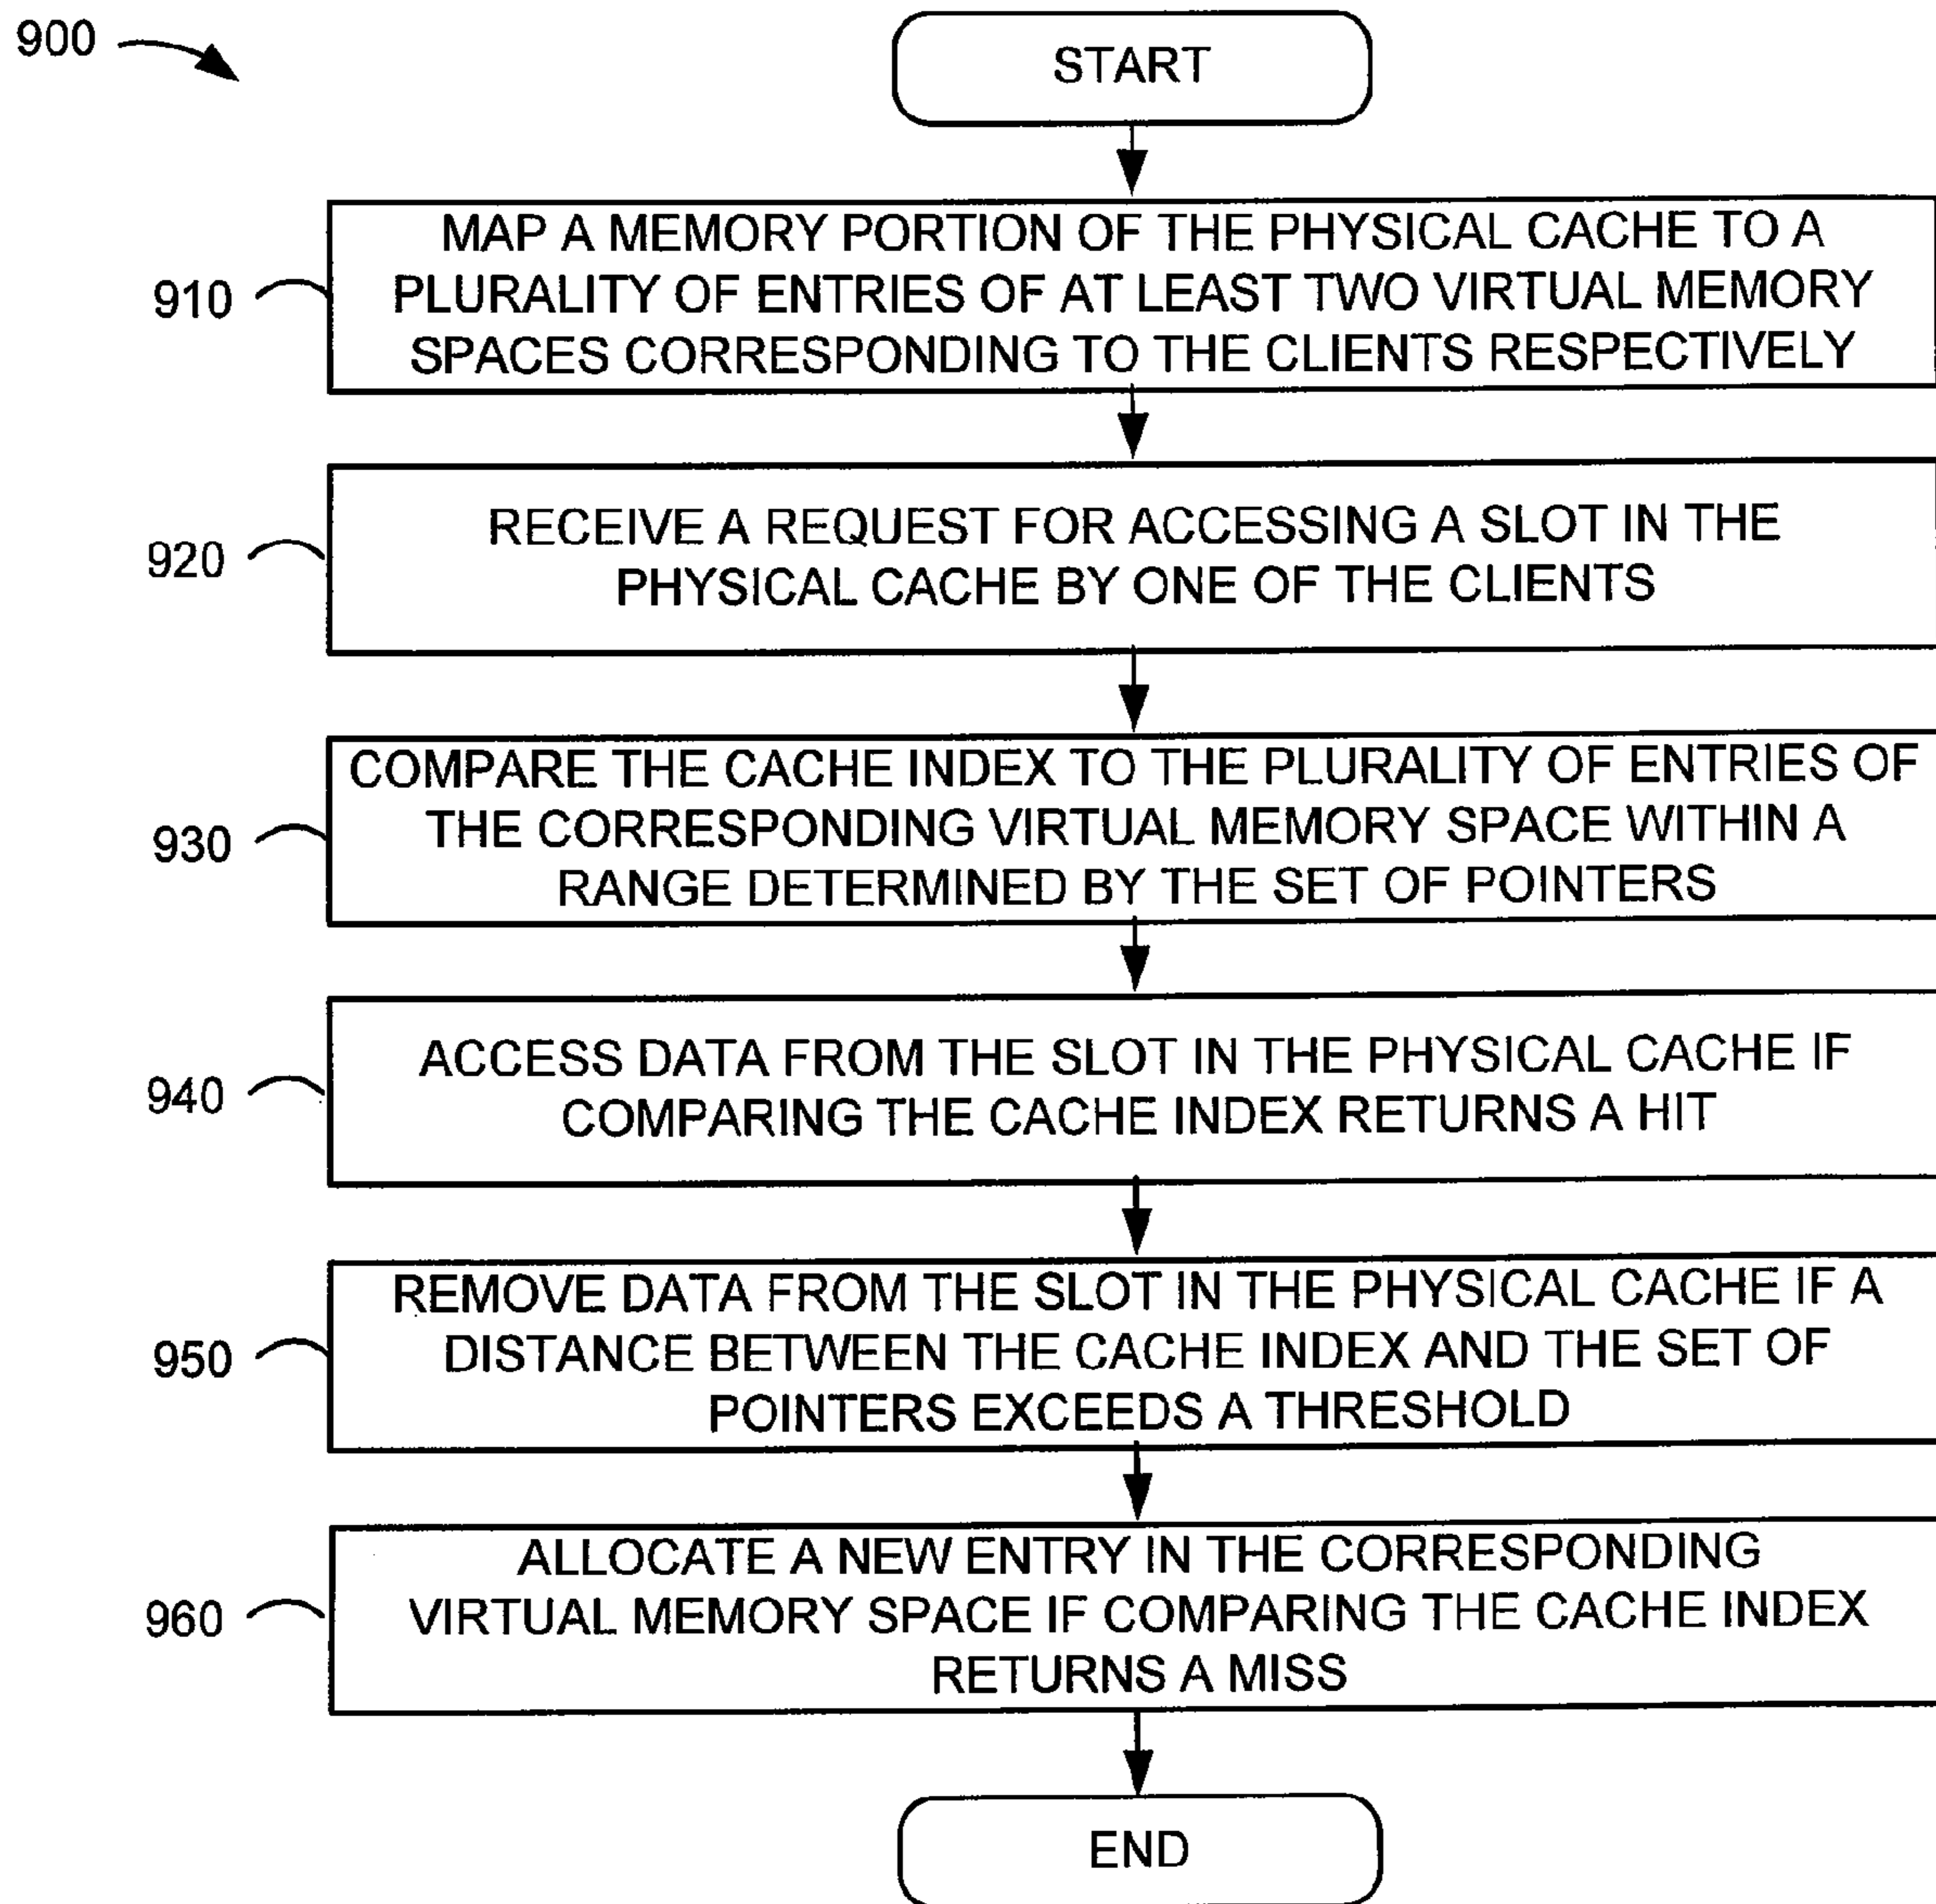 900
START
910
MAP A MEMORY PORTION OF THE PHYSICAL CACHE TO A
PLURALITY OF ENTRIES OF AT LEAST TWO VIRTUAL MEMORY
SPACES CORRESPONDING TO THE CLIENTS RESPECTIVELY
920
RECEIVE A REQUEST FOR ACCESSING A SLOT IN THE
PHYSICAL CACHE BY ONE OF THE CLIENTS
930
COMPARE THE CACHE INDEX TO THE PLURALITY OF ENTRIES OF
THE CORRESPONDING VIRTUAL MEMORY SPACE WITHIN A
RANGE DETERMINED BY THE SET OF POINTERS
940
ACCESS DATA FROM THE SLOT IN THE PHYSICAL CACHE IF
COMPARING THE CACHE INDEX RETURNS A HIT
950
REMOVE DATA FROM THE SLOT IN THE PHYSICAL CACHE IF A
DISTANCE BETWEEN THE CACHE INDEX AND THE SET OF
POINTERS EXCEEDS A THRESHOLD
960
ALLOCATE A NEW ENTRY IN THE CORRESPONDING
VIRTUAL MEMORY SPACE IF COMPARING THE CACHE INDEX
RETURNS A MISS
END